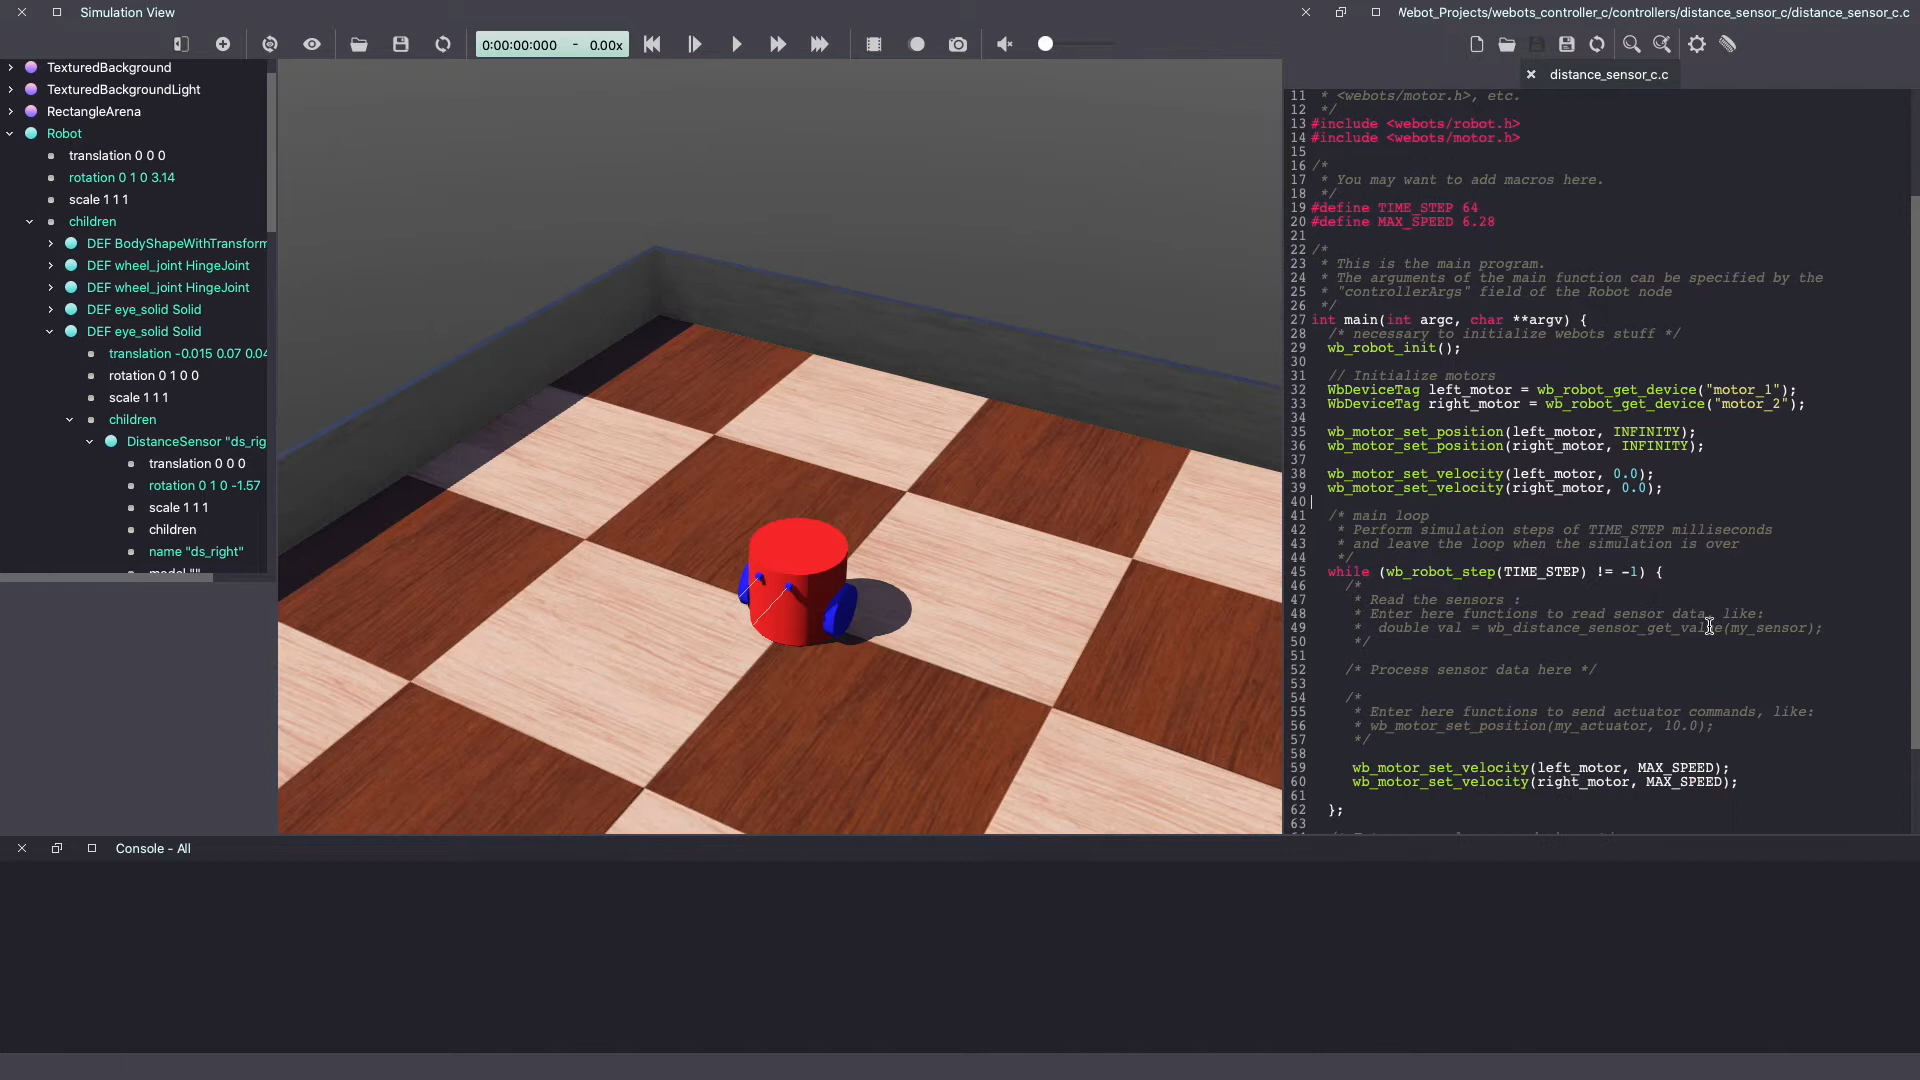 Simulation View
Webot_Projects/webots_controller_c/controllers/distance_sensor_c/distance_sensor_c.c
0:00:00:000 - 0.00x
distance_sensor_c.c
TexturedBackground
TexturedBackgroundLight
RectangleArena
Robot
translation 0 0 0
rotation 0 1 0 3.14
scale 1 1 1
children
DEF BodyShapeWithTransform
DEF wheel_joint HingeJoint
DEF wheel_joint HingeJoint
DEF eye_solid Solid
DEF eye_solid Solid
translation -0.015 0.07 0.04
rotation 0 1 0 0
scale 1 1 1
children
DistanceSensor "ds_rig
translation 0 0 0
rotation 0 1 0 -1.57
scale 1 1 1
children
name "ds_right"
model ""
11 * <webots/motor.h>, etc.
12 */
13 #include <webots/robot.h>
14 #include <webots/motor.h>
15
16 /*
17 * You may want to add macros here.
18 */
19 #define TIME_STEP 64
20 #define MAX_SPEED 6.28
21
22 /*
23 * This is the main program.
24 * The arguments of the main function can be specified by the
25 * "controllerArgs" field of the Robot node
26 */
27 int main(int argc, char **argv) {
28 /* necessary to initialize webots stuff */
29 wb_robot_init();
30
31 // Initialize motors
32 WbDeviceTag left_motor = wb_robot_get_device("motor_1");
33 WbDeviceTag right_motor = wb_robot_get_device("motor_2");
34
35 wb_motor_set_position(left_motor, INFINITY);
36 wb_motor_set_position(right_motor, INFINITY);
37
38 wb_motor_set_velocity(left_motor, 0.0);
39 wb_motor_set_velocity(right_motor, 0.0);
40
41 /* main loop
42 * Perform simulation steps of TIME_STEP milliseconds
43 * and leave the loop when the simulation is over
44 */
45 while (wb_robot_step(TIME_STEP) != -1) {
46 /*
47 * Read the sensors :
48 * Enter here functions to read sensor data, like:
49 * double val = wb_distance_sensor_get_value(my_sensor);
50 */
51
52 /* Process sensor data here */
53
54 /*
55 * Enter here functions to send actuator commands, like:
56 * wb_motor_set_position(my_actuator, 10.0);
57 */
58
59 wb_motor_set_velocity(left_motor, MAX_SPEED);
60 wb_motor_set_velocity(right_motor, MAX_SPEED);
61
62 };
63
Console - All